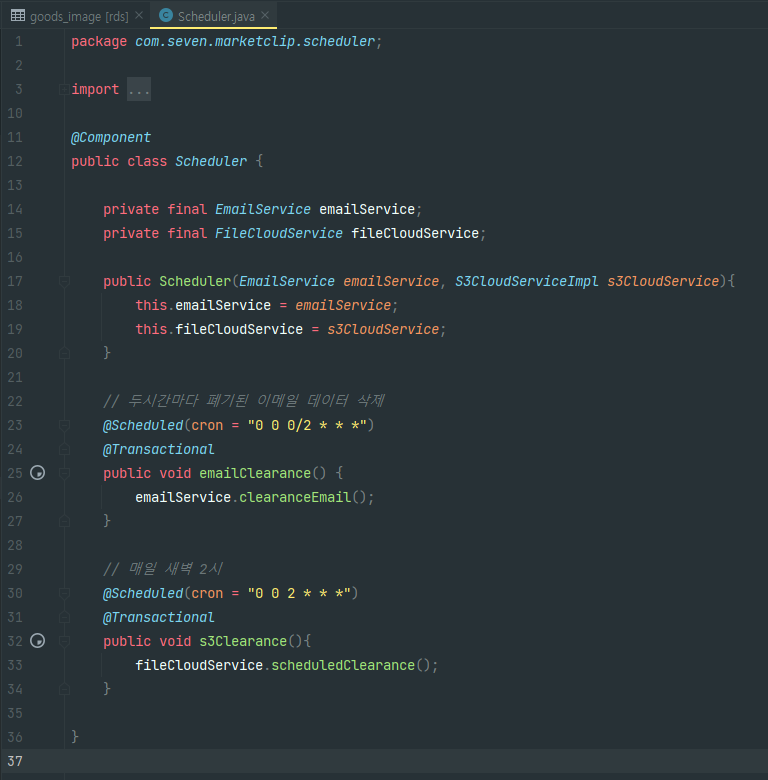 goods_image [rds] Scheduler.java
1 package com.seven.marketclip.scheduler;
2
3 import ...
10
11 @Component
12 public class Scheduler {
13
14 private final EmailService emailService;
15 private final FileCloudService fileCloudService;
16
17 public Scheduler(EmailService emailService, S3CloudServiceImpl s3CloudService){
18 this.emailService = emailService;
19 this.fileCloudService = s3CloudService;
20 }
21
22 // 두시간마다 폐기된 이메일 데이터 삭제
23 @Scheduled(cron = "0 0 0/2 * * *")
24 @Transactional
25 public void emailClearance() {
26 emailService.clearanceEmail();
27 }
28
29 // 매일 새벽 2시
30 @Scheduled(cron = "0 0 2 * * *")
31 @Transactional
32 public void s3Clearance(){
33 fileCloudService.scheduledClearance();
34 }
35
36 }
37